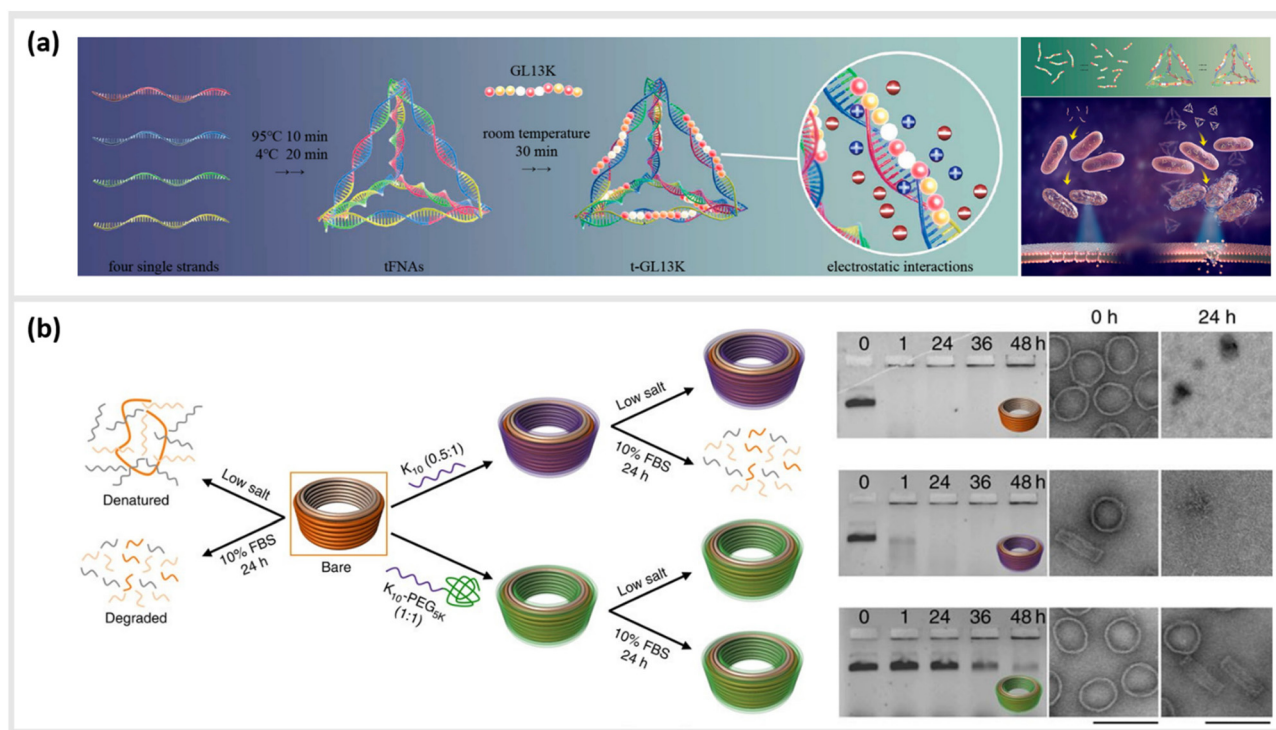 (a)
GL13K
95℃ 10 min
4℃ 20 min
→→
room temperature
30 min
→→
four single strands
tFNAs
t-GL13K
electrostatic interactions
(b)
0 h
24 h
0 1 24 36 48 h
Low salt
Denatured
10% FBS
24 h
Degraded
Bare
K10 (0.5:1)
K10-PEG5K
(1:1)
Low salt
10% FBS
24 h
Low salt
10% FBS
24 h
0 1 24 36 48 h
0 1 24 36 48 h